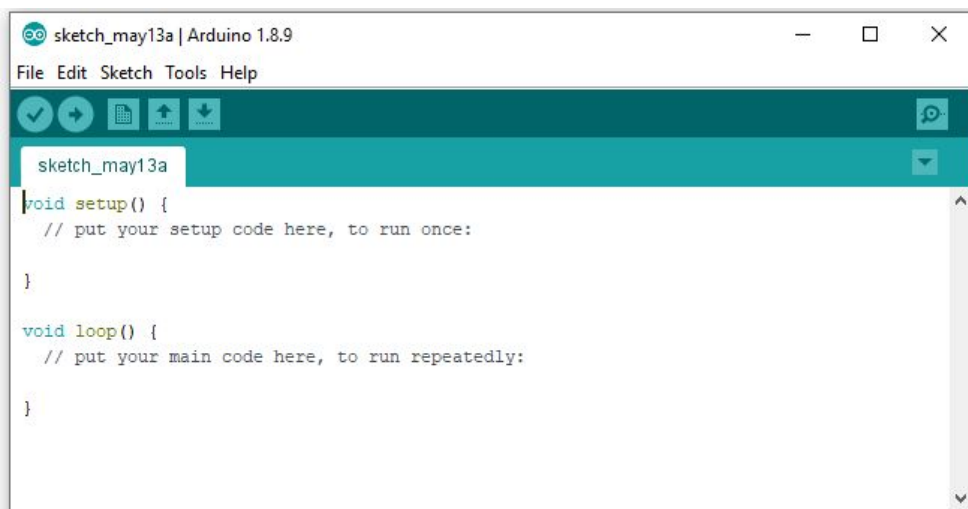 sketch_may13a | Arduino 1.8.9
File Edit Sketch Tools Help
sketch_may13a
void setup() {
  // put your setup code here, to run once:
}
void loop() {
  // put your main code here, to run repeatedly:
}